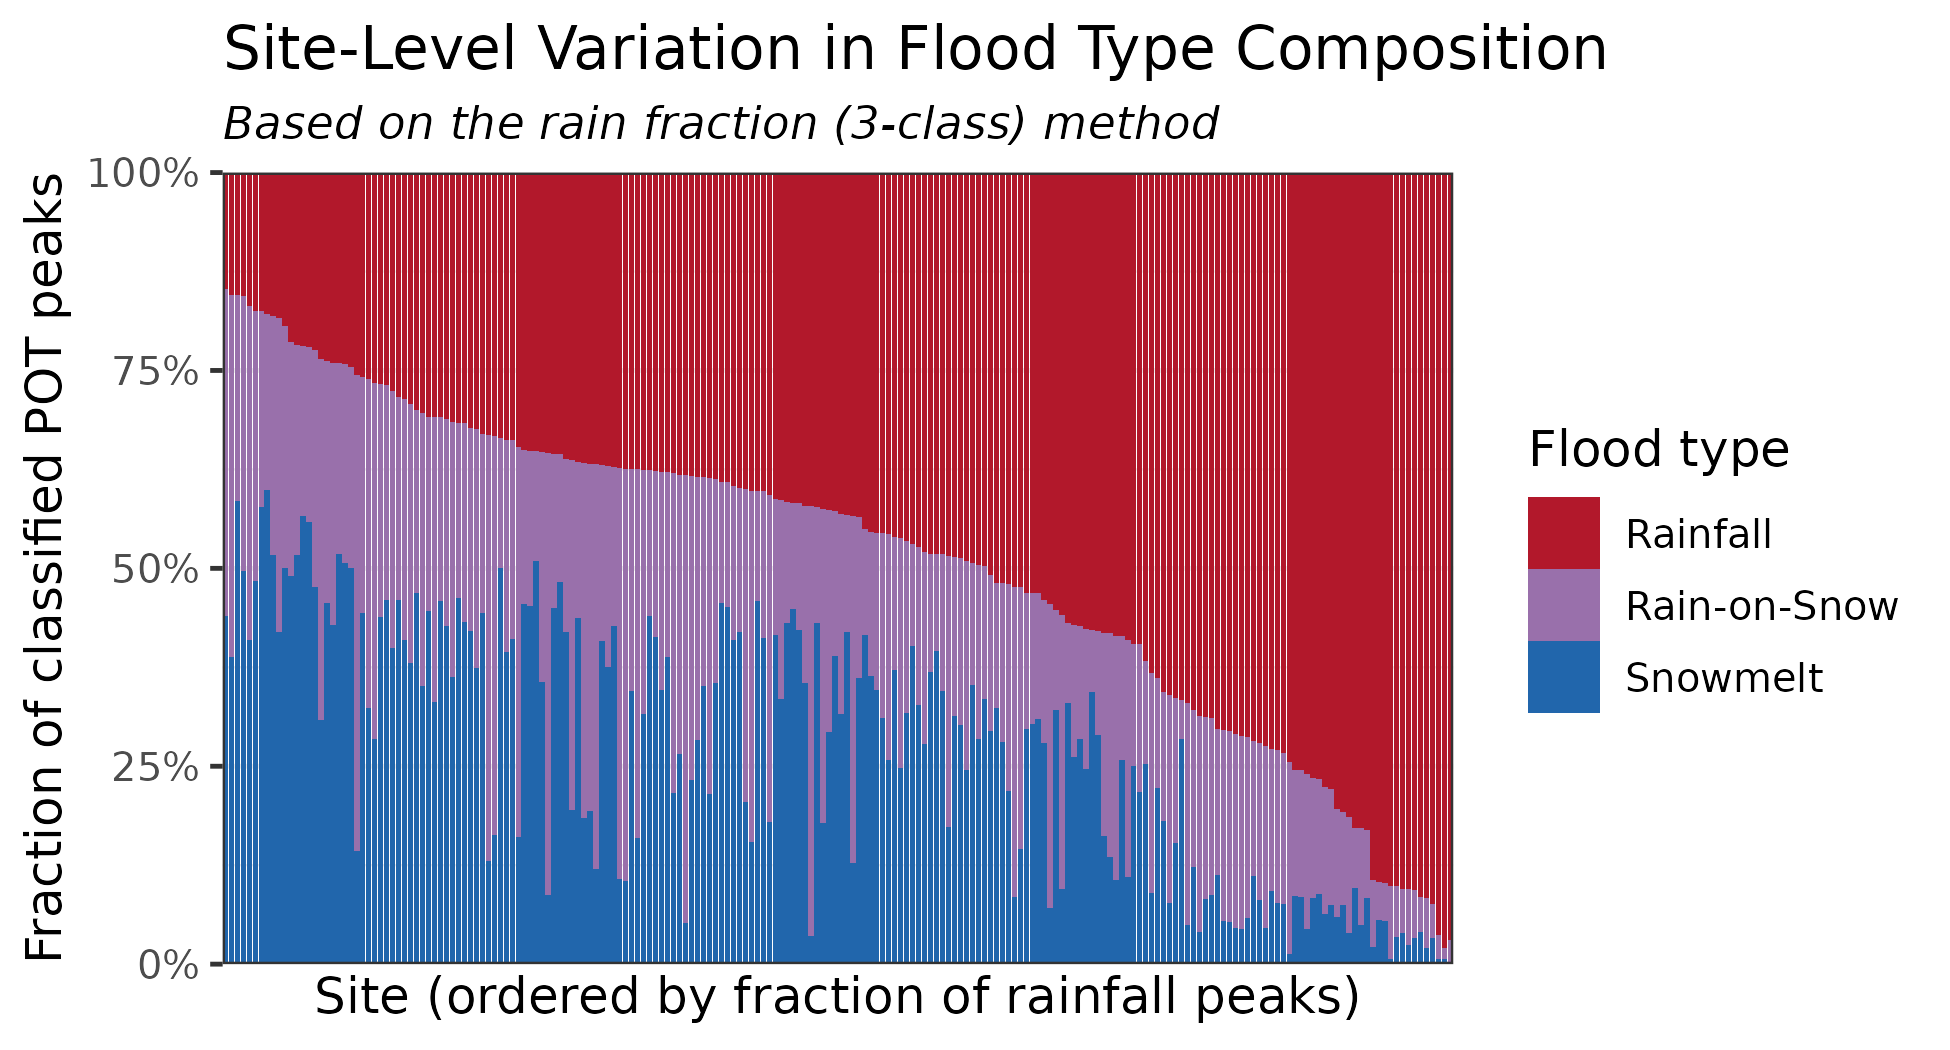 Site-Level Variation in Flood Type Composition
Based on the rain fraction (3-class) method
Fraction of classified POT peaks
100%
75%
50%
25%
0%
Site (ordered by fraction of rainfall peaks)
Flood type
Rainfall
Rain-on-Snow
Snowmelt